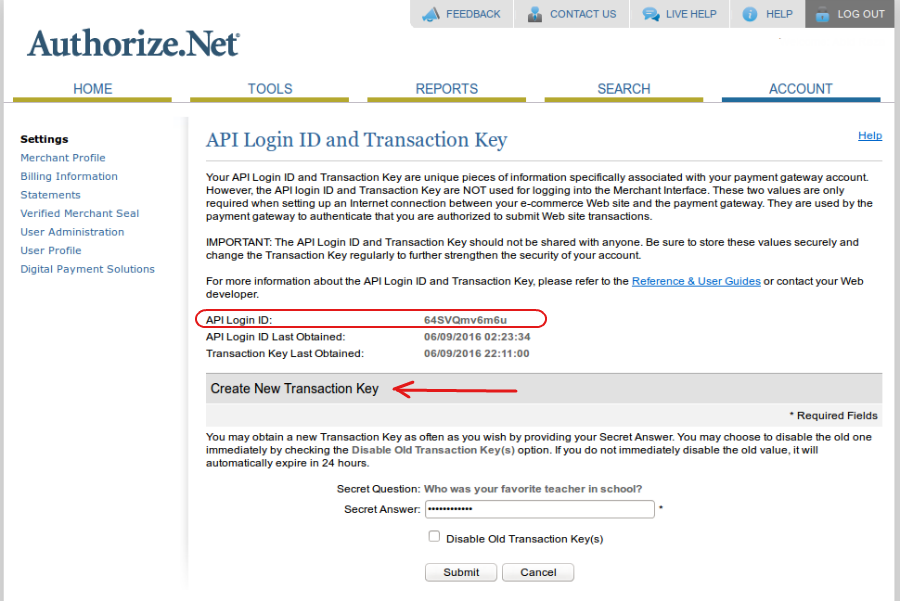 FEEDBACK
CONTACT US
LIVE HELP
HELP
LOG OUT
Authorize.Net
HOME
TOOLS
REPORTS
SEARCH
ACCOUNT
Settings
Merchant Profile
Billing Information
Statements
Verified Merchant Seal
User Administration
User Profile
Digital Payment Solutions
API Login ID and Transaction Key
Help
Your API Login ID and Transaction Key are unique pieces of information specifically associated with your payment gateway account.
However, the API login ID and Transaction Key are NOT used for logging into the Merchant Interface. These two values are only
required when setting up an Internet connection between your e-commerce Web site and the payment gateway. They are used by the
payment gateway to authenticate that you are authorized to submit Web site transactions.
IMPORTANT: The API Login ID and Transaction Key should not be shared with anyone. Be sure to store these values securely and
change the Transaction Key regularly to further strengthen the security of your account.
For more information about the API Login ID and Transaction Key, please refer to the Reference & User Guides or contact your Web
developer.
API Login ID: 64SVQmv6m6u
API Login ID Last Obtained: 06/09/2016 02:23:34
Transaction Key Last Obtained: 06/09/2016 22:11:00
Create New Transaction Key
* Required Fields
You may obtain a new Transaction Key as often as you wish by providing your Secret Answer. You may choose to disable the old one
immediately by checking the Disable Old Transaction Key(s) option. If you do not immediately disable the old value, it will
automatically expire in 24 hours.
Secret Question: Who was your favorite teacher in school?
Secret Answer: •••••••••••• *
Disable Old Transaction Key(s)
Submit
Cancel